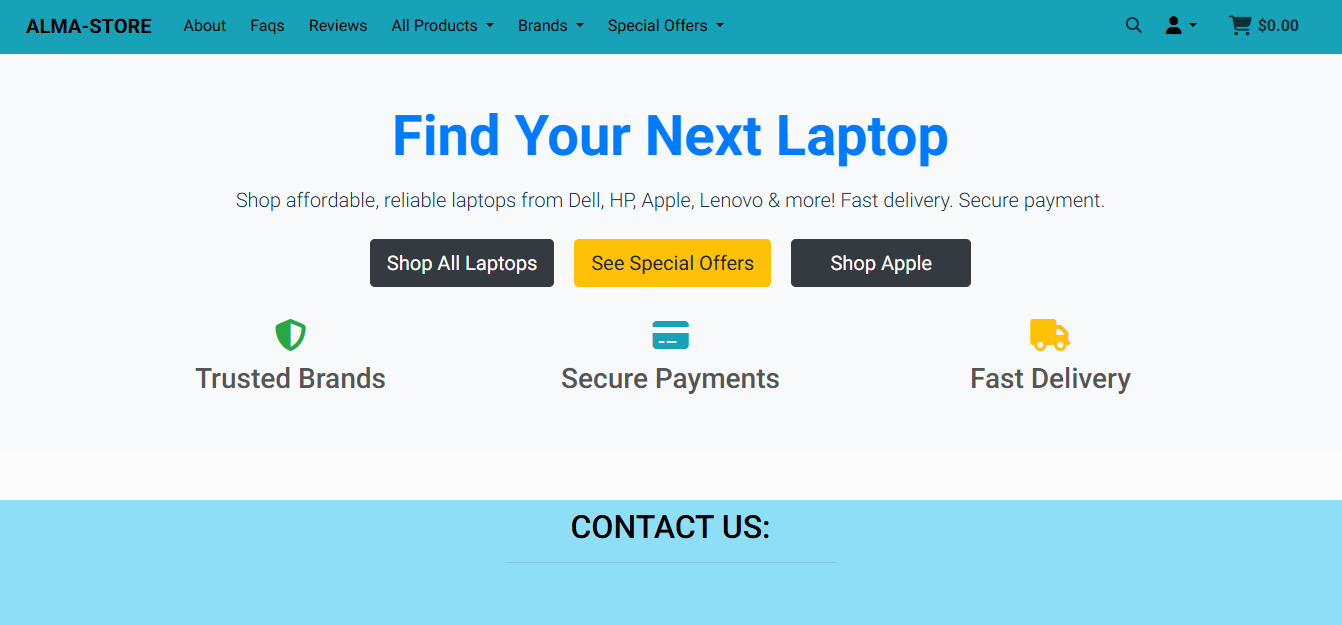 ALMA-STORE About Faqs Reviews All Products Brands Special Offers $0.00
Find Your Next Laptop
Shop affordable, reliable laptops from Dell, HP, Apple, Lenovo & more! Fast delivery. Secure payment.
Shop All Laptops See Special Offers Shop Apple
Trusted Brands Secure Payments Fast Delivery
CONTACT US: